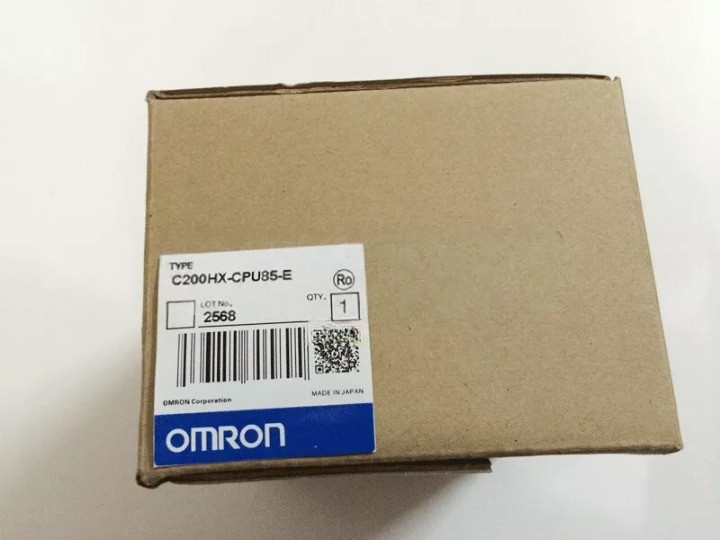 TYPE
C200HX-CPU85-E
Ro
LOT No.
QTY.
2568
1
OMRON Corporation
MADE IN JAPAN
OMRON